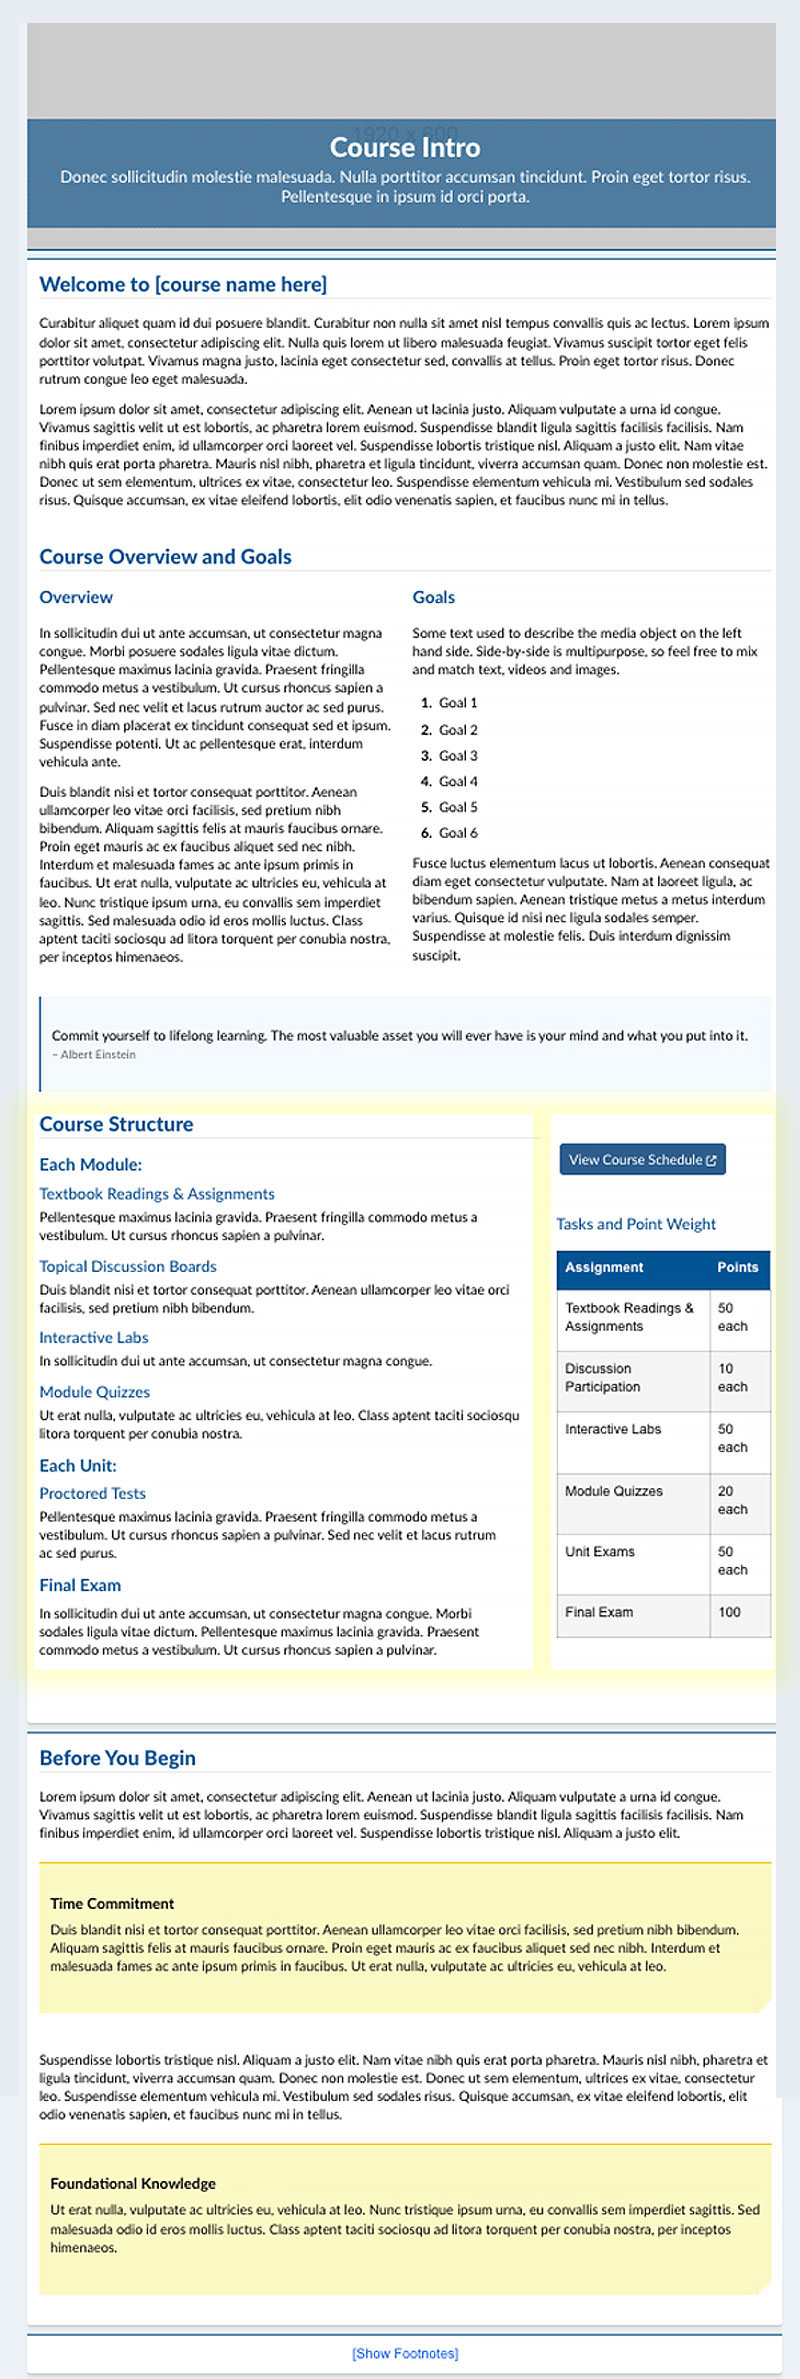 1920 x 600
Course Intro
Donec sollicitudin molestie malesuada. Nulla porttitor accumsan tincidunt. Proin eget tortor risus.
Pellentesque in ipsum id orci porta.
Welcome to [course name here]
Curabitur aliquet quam id dui posuere blandit. Curabitur non nulla sit amet nisl tempus convallis quis ac lectus. Lorem ipsum
dolor sit amet, consectetur adipiscing elit. Nulla quis lorem ut libero malesuada feugiat. Vivamus suscipit tortor eget felis
porttitor volutpat. Vivamus magna justo, lacinia eget consectetur sed, convallis at tellus. Proin eget tortor risus. Donec
rutrum congue leo eget malesuada.
Lorem ipsum dolor sit amet, consectetur adipiscing elit. Aenean ut lacinia justo. Aliquam vulputate a urna id congue.
Vivamus sagittis velit ut est lobortis, ac pharetra lorem euismod. Suspendisse blandit ligula sagittis facilisis facilisis. Nam
finibus imperdiet enim, id ullamcorper orci laoreet vel. Suspendisse lobortis tristique nisl. Aliquam a justo elit. Nam vitae
nibh quis erat porta pharetra. Mauris nisl nibh, pharetra et ligula tincidunt, viverra accumsan quam. Donec non molestie est.
Donec ut sem elementum, ultrices ex vitae, consectetur leo. Suspendisse elementum vehicula mi. Vestibulum sed sodales
risus. Quisque accumsan, ex vitae eleifend lobortis, elit odio venenatis sapien, et faucibus nunc mi in tellus.
Course Overview and Goals
Overview
In sollicitudin dui ut ante accumsan, ut consectetur magna
congue. Morbi posuere sodales ligula vitae dictum.
Pellentesque maximus lacinia gravida. Praesent fringilla
commodo metus a vestibulum. Ut cursus rhoncus sapien a
pulvinar. Sed nec velit et lacus rutrum auctor ac sed purus.
Fusce in diam placerat ex tincidunt consequat sed et ipsum.
Suspendisse potenti. Ut ac pellentesque erat, interdum
vehicula ante.
Duis blandit nisi et tortor consequat porttitor. Aenean
ullamcorper leo vitae orci facilisis, sed pretium nibh
bibendum. Aliquam sagittis felis at mauris faucibus ornare.
Proin eget mauris ac ex faucibus aliquet sed nec nibh.
Interdum et malesuada fames ac ante ipsum primis in
faucibus. Ut erat nulla, vulputate ac ultricies eu, vehicula at
leo. Nunc tristique ipsum urna, eu convallis sem imperdiet
sagittis. Sed malesuada odio id eros mollis luctus. Class
aptent taciti sociosqu ad litora torquent per conubia nostra,
per inceptos himenaeos.
Goals
Some text used to describe the media object on the left
hand side. Side-by-side is multipurpose, so feel free to mix
and match text, videos and images.
1. Goal 1
2. Goal 2
3. Goal 3
4. Goal 4
5. Goal 5
6. Goal 6
Fusce luctus elementum lacus ut lobortis. Aenean consequat
diam eget consectetur vulputate. Nam at laoreet ligula, ac
bibendum sapien. Aenean tristique metus a metus interdum
varius. Quisque id nisi nec ligula sodales semper.
Suspendisse at molestie felis. Duis interdum dignissim
suscipit.
Commit yourself to lifelong learning. The most valuable asset you will ever have is your mind and what you put into it.
– Albert Einstein
Course Structure
Each Module:
Textbook Readings & Assignments
Pellentesque maximus lacinia gravida. Praesent fringilla commodo metus a
vestibulum. Ut cursus rhoncus sapien a pulvinar.
Topical Discussion Boards
Duis blandit nisi et tortor consequat porttitor. Aenean ullamcorper leo vitae orci
facilisis, sed pretium nibh bibendum.
Interactive Labs
In sollicitudin dui ut ante accumsan, ut consectetur magna congue.
Module Quizzes
Ut erat nulla, vulputate ac ultricies eu, vehicula at leo. Class aptent taciti sociosqu
litora torquent per conubia nostra.
Each Unit:
Proctored Tests
Pellentesque maximus lacinia gravida. Praesent fringilla commodo metus a
vestibulum. Ut cursus rhoncus sapien a pulvinar. Sed nec velit et lacus rutrum
ac sed purus.
Final Exam
In sollicitudin dui ut ante accumsan, ut consectetur magna congue. Morbi
sodales ligula vitae dictum. Pellentesque maximus lacinia gravida. Praesent
commodo metus a vestibulum. Ut cursus rhoncus sapien a pulvinar.
View Course Schedule
Tasks and Point Weight
Assignment Points
Textbook Readings & 50
Assignments each
Discussion 10
Participation each
Interactive Labs 50
each
Module Quizzes 20
each
Unit Exams 50
each
Final Exam 100
Before You Begin
Lorem ipsum dolor sit amet, consectetur adipiscing elit. Aenean ut lacinia justo. Aliquam vulputate a urna id congue.
Vivamus sagittis velit ut est lobortis, ac pharetra lorem euismod. Suspendisse blandit ligula sagittis facilisis facilisis. Nam
finibus imperdiet enim, id ullamcorper orci laoreet vel. Suspendisse lobortis tristique nisl. Aliquam a justo elit.
Time Commitment
Duis blandit nisi et tortor consequat porttitor. Aenean ullamcorper leo vitae orci facilisis, sed pretium nibh bibendum.
Aliquam sagittis felis at mauris faucibus ornare. Proin eget mauris ac ex faucibus aliquet sed nec nibh. Interdum et
malesuada fames ac ante ipsum primis in faucibus. Ut erat nulla, vulputate ac ultricies eu, vehicula at leo.
Suspendisse lobortis tristique nisl. Aliquam a justo elit. Nam vitae nibh quis erat porta pharetra. Mauris nisl nibh, pharetra et
ligula tincidunt, viverra accumsan quam. Donec non molestie est. Donec ut sem elementum, ultrices ex vitae, consectetur
leo. Suspendisse elementum vehicula mi. Vestibulum sed sodales risus. Quisque accumsan, ex vitae eleifend lobortis, elit
odio venenatis sapien, et faucibus nunc mi in tellus.
Foundational Knowledge
Ut erat nulla, vulputate ac ultricies eu, vehicula at leo. Nunc tristique ipsum urna, eu convallis sem imperdiet sagittis. Sed
malesuada odio id eros mollis luctus. Class aptent taciti sociosqu ad litora torquent per conubia nostra, per inceptos
himenaeos.
[Show Footnotes]